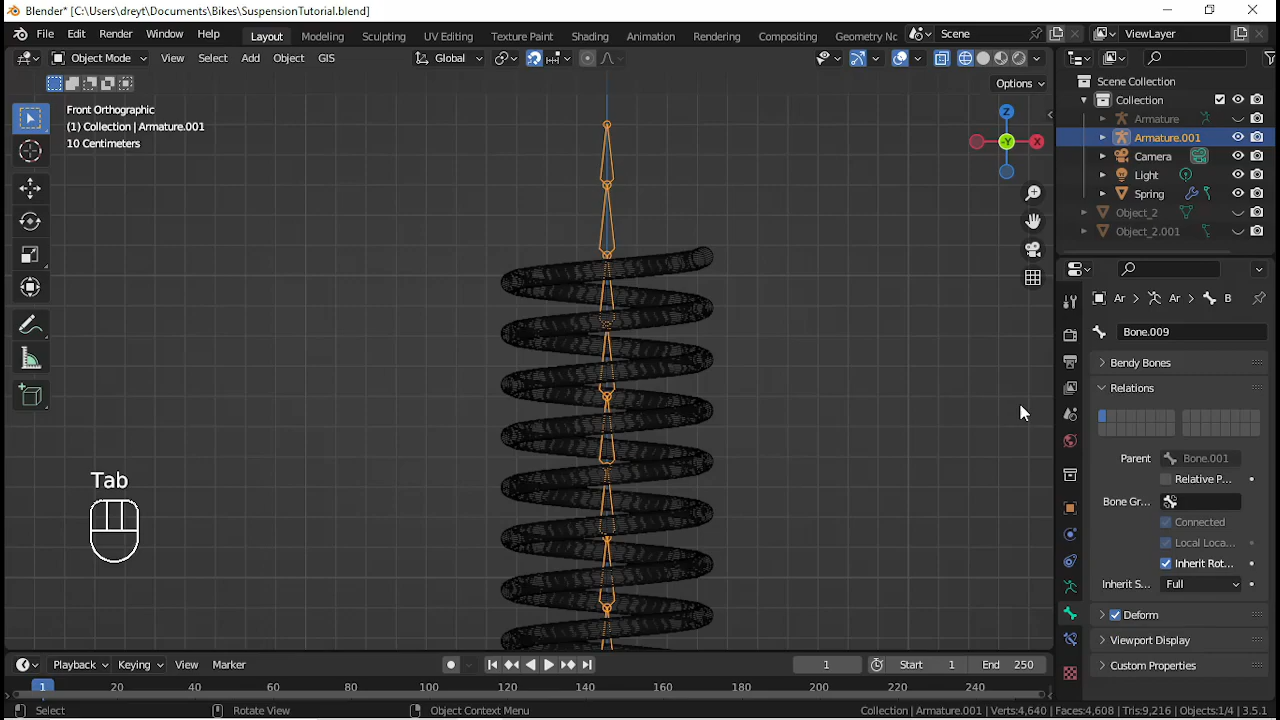 Blender* [C:\Users\dreyt\Documents\Bikes\SuspensionTutorial.blend]
File Edit Render Window Help Layout Modeling Sculpting UV Editing Texture Paint Shading Animation Rendering Compositing Geometry Nc Scene ViewLayer
Object Mode View Select Add Object GIS Global
Options
Front Orthographic
(1) Collection | Armature.001
10 Centimeters
Z
X
-Y
Scene Collection
Collection
Armature
Armature.001
Camera
Light
Spring
Object_2
Object_2.001
Ar Ar B
Bone.009
Bendy Bones
Relations
Parent Bone.001
Relative P...
Bone Gr...
Connected
Local Loca...
Inherit Rot...
Inherit S... Full
Deform
Viewport Display
Custom Properties
Tab
Playback Keying View Marker 1 Start 1 End 250
1 20 40 60 80 100 120 140 160 180 200 220 240
Select Rotate View Object Context Menu Collection | Armature.001 | Verts:4,640 | Faces:4,608 | Tris:9,216 | Objects:1/4 | 3.5.1